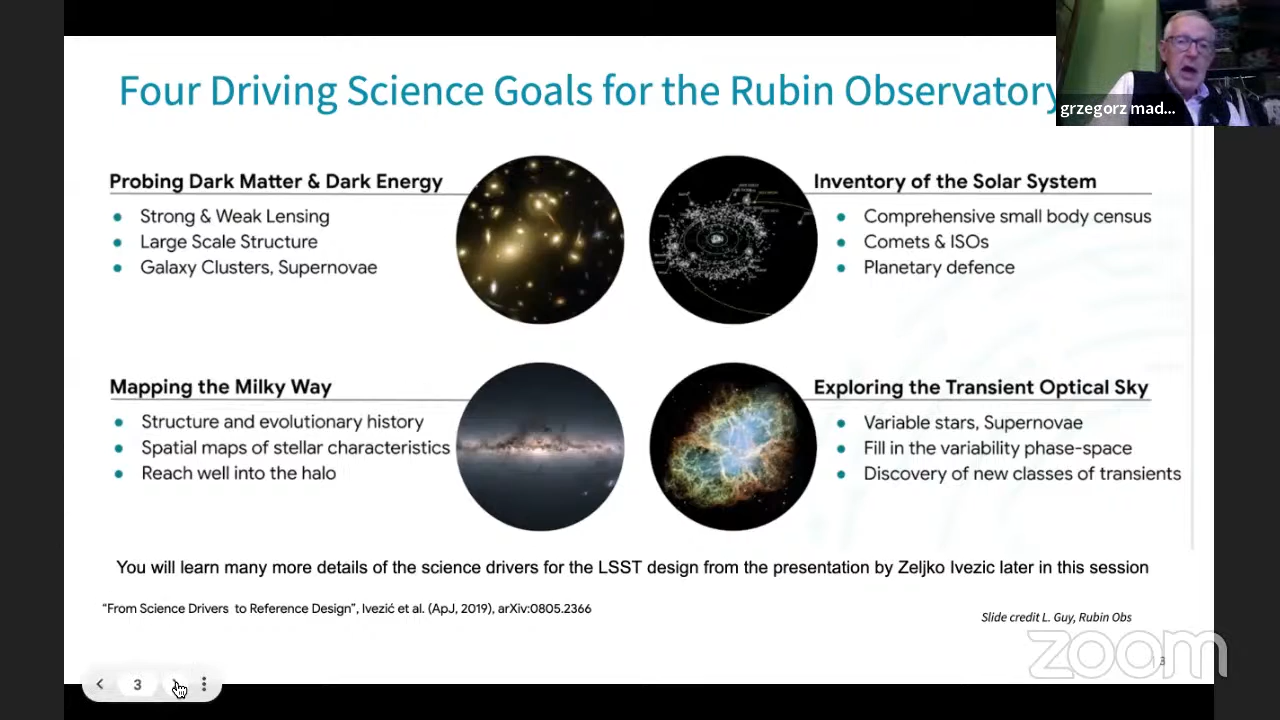 Four Driving Science Goals for the Rubin Observatory
grzegorz mad...
Probing Dark Matter & Dark Energy
Strong & Weak Lensing
Large Scale Structure
Galaxy Clusters, Supernovae
Inventory of the Solar System
Comprehensive small body census
Comets & ISOs
Planetary defence
Mapping the Milky Way
Structure and evolutionary history
Spatial maps of stellar characteristics
Reach well into the halo
Exploring the Transient Optical Sky
Variable stars, Supernovae
Fill in the variability phase-space
Discovery of new classes of transients
You will learn many more details of the science drivers for the LSST design from the presentation by Zeljko Ivezic later in this session
"From Science Drivers to Reference Design", Ivezić et al. (ApJ, 2019), arXiv:0805.2366
Slide credit L. Guy, Rubin Obs
zoom
3
3